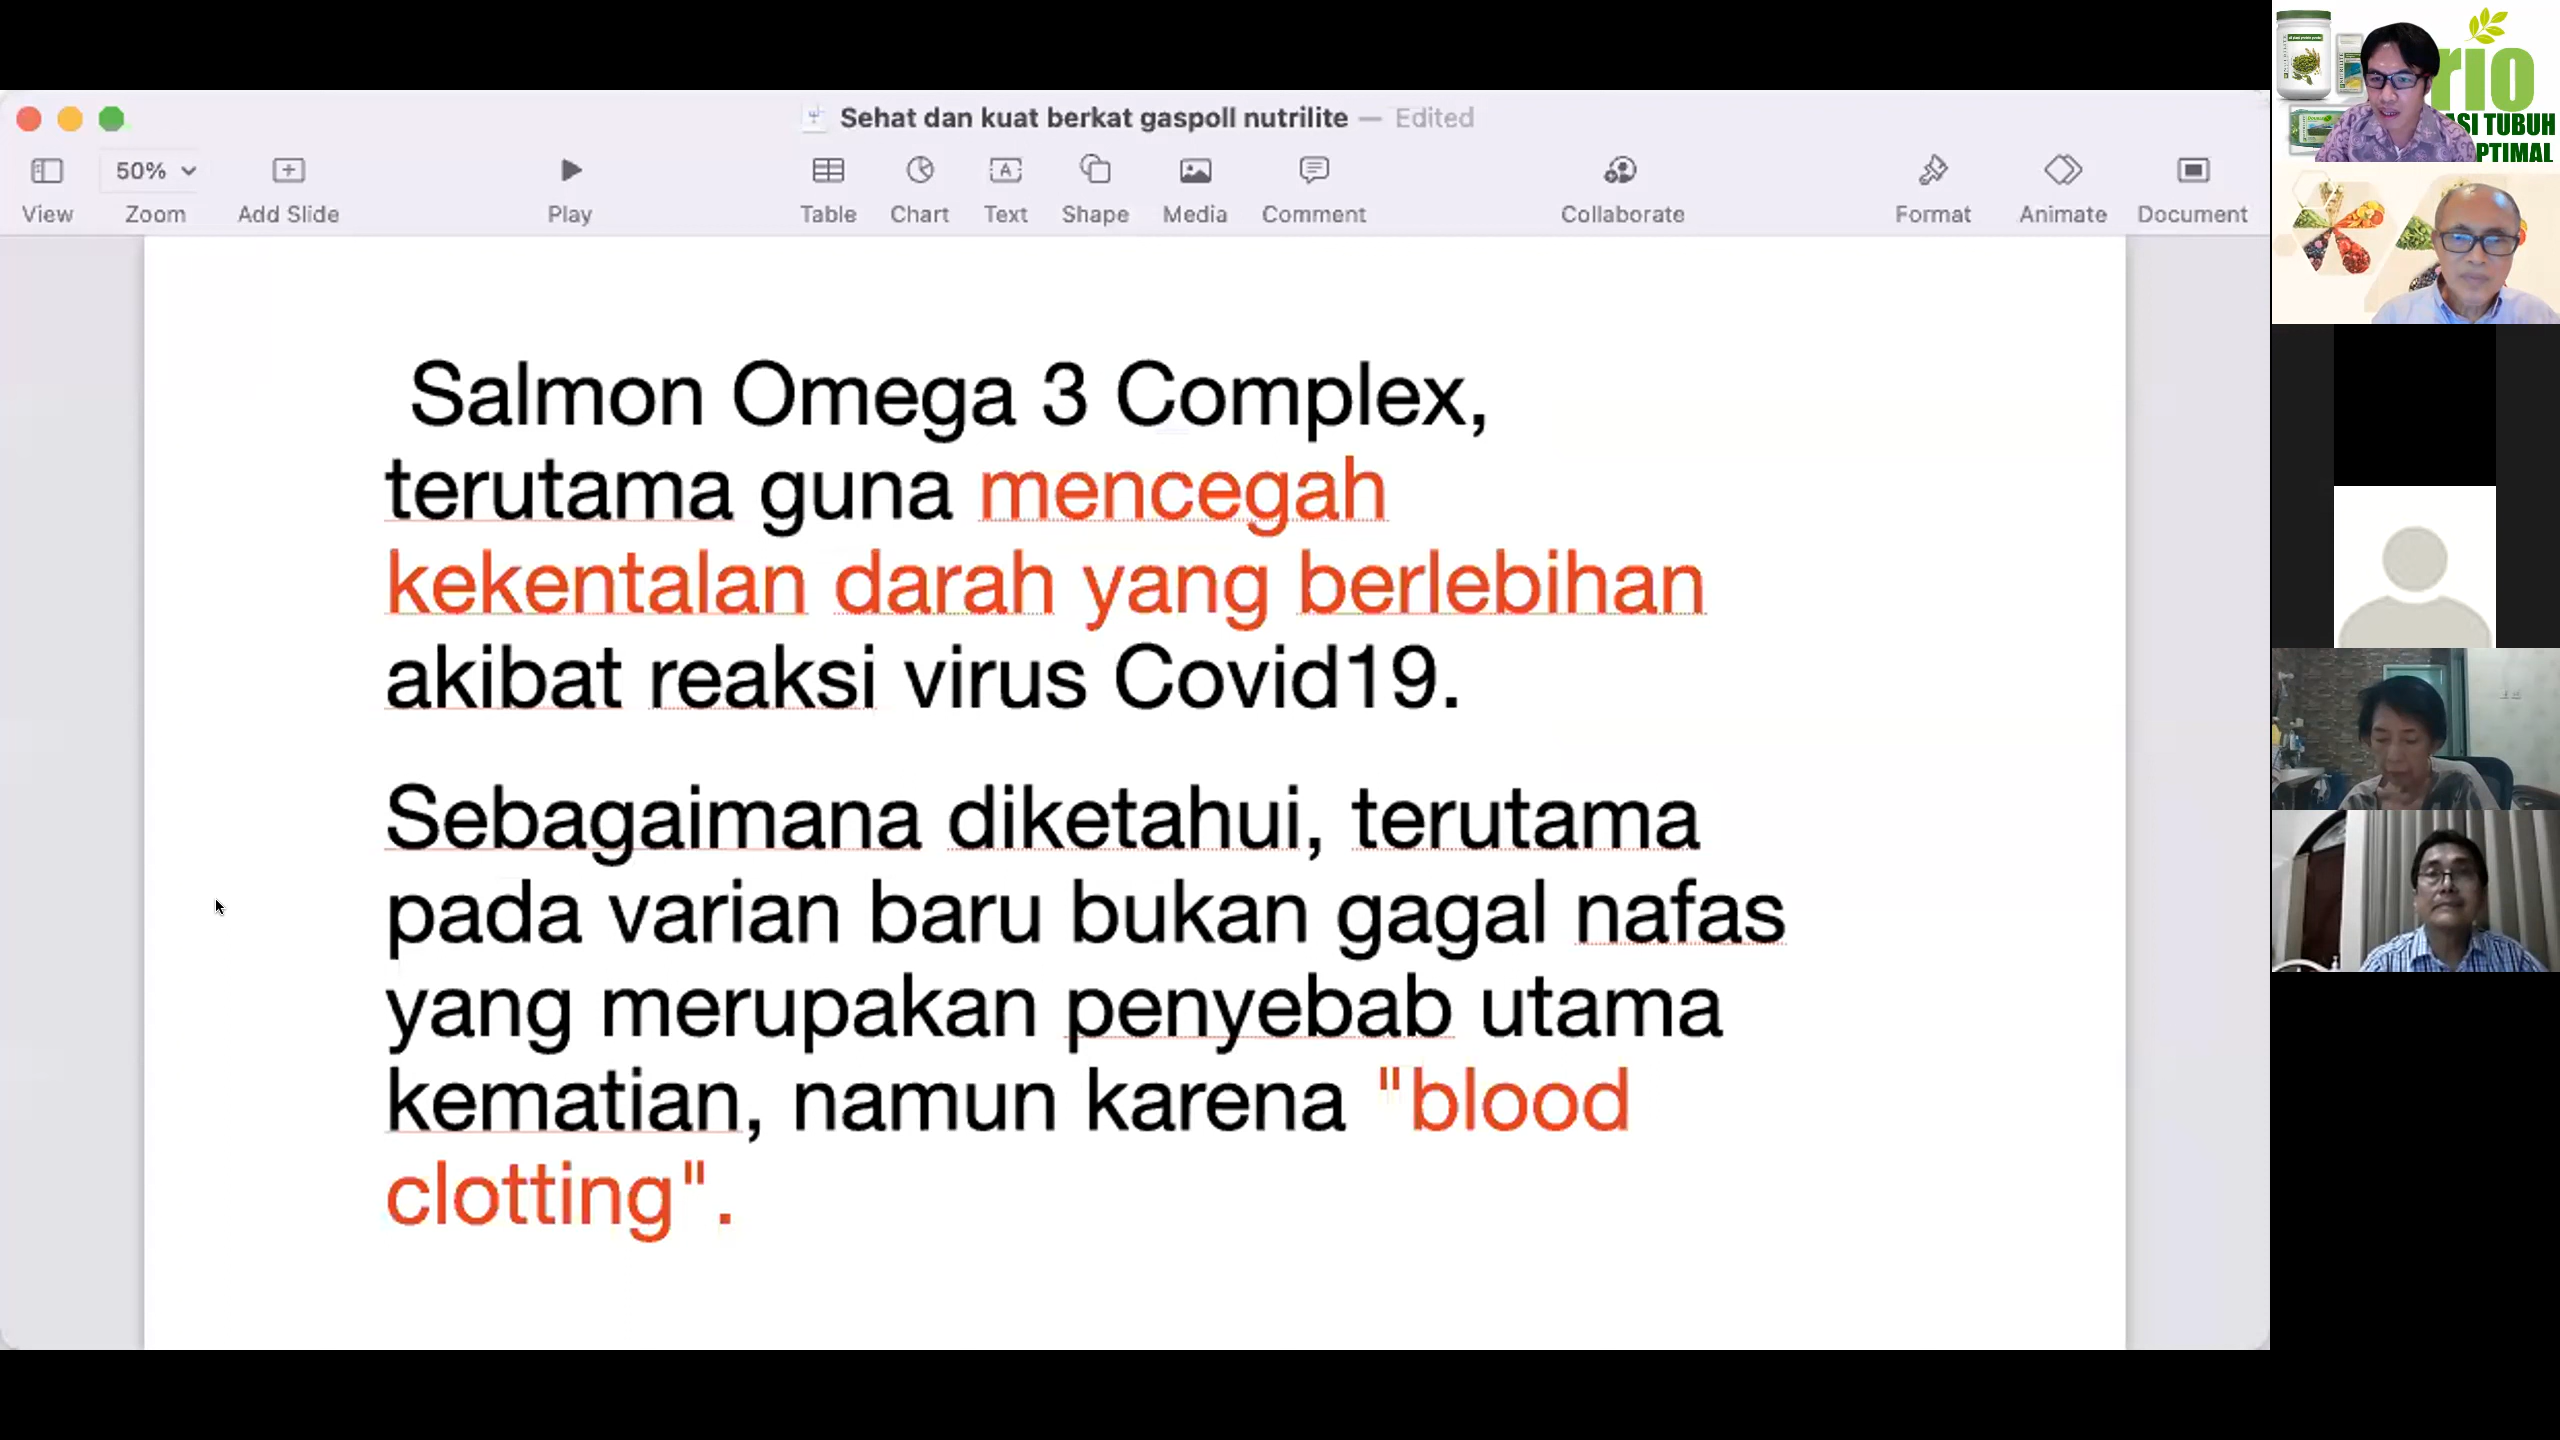 Sehat dan kuat berkat gaspoll nutrilite — Edited
50%
View Zoom Add Slide Play Table Chart Text Shape Media Comment Collaborate Format Animate Document
Salmon Omega 3 Complex,
terutama guna mencegah
kekentalan darah yang berlebihan
akibat reaksi virus Covid19.
Sebagaimana diketahui, terutama
pada varian baru bukan gagal nafas
yang merupakan penyebab utama
kematian, namun karena "blood
clotting".
rio
ASI TUBUH
PTIMAL